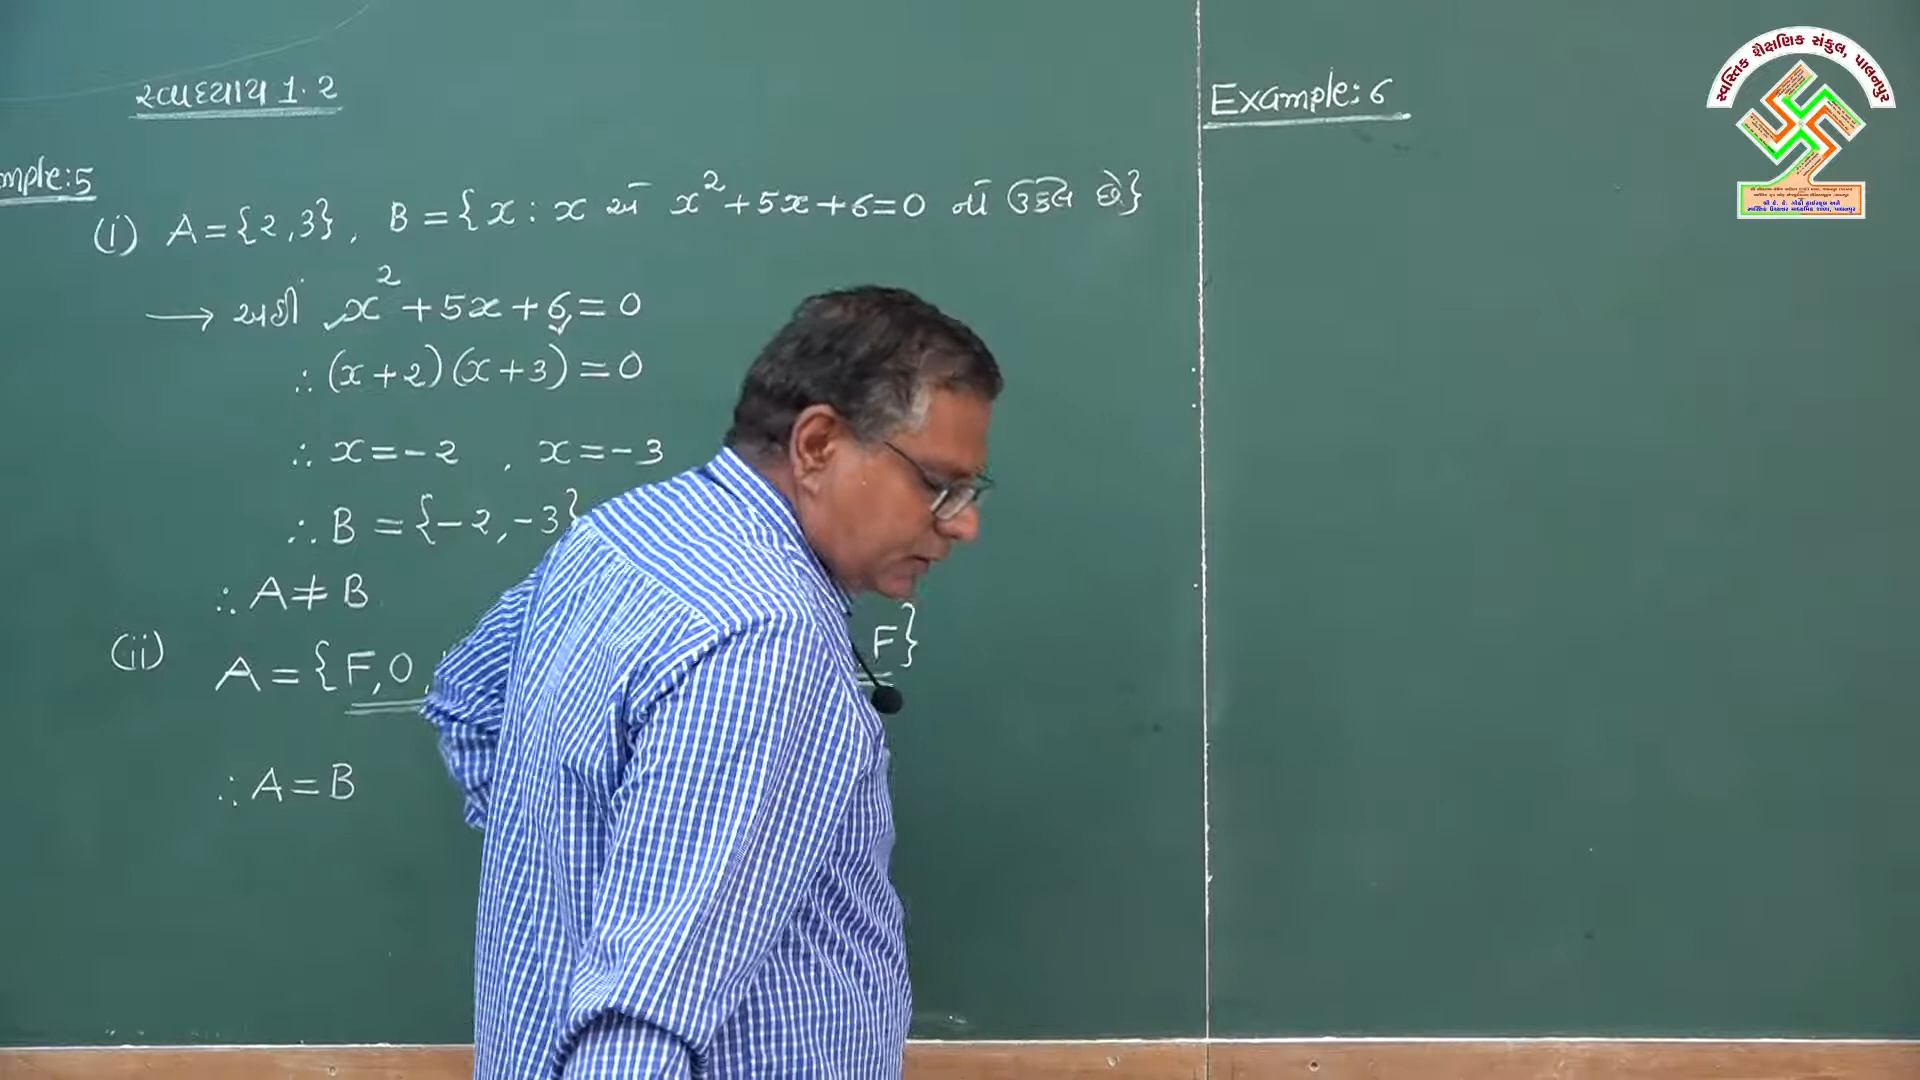 સ્વાધ્યાય 1.2
mple:5
(i) A={2,3}, B={x : x એ x²+5x+6=0 નો ઉકેલ છે}
→ અહીં x²+5x+6=0
∴ (x+2)(x+3)=0
∴ x=-2 , x=-3
∴ B={-2,-3}
∴ A≠B
(ii) A={F,O, F}
∴ A=B
Example:6
સ્વસ્તિક શૈક્ષણિક સંકુલ, પાલનપુર